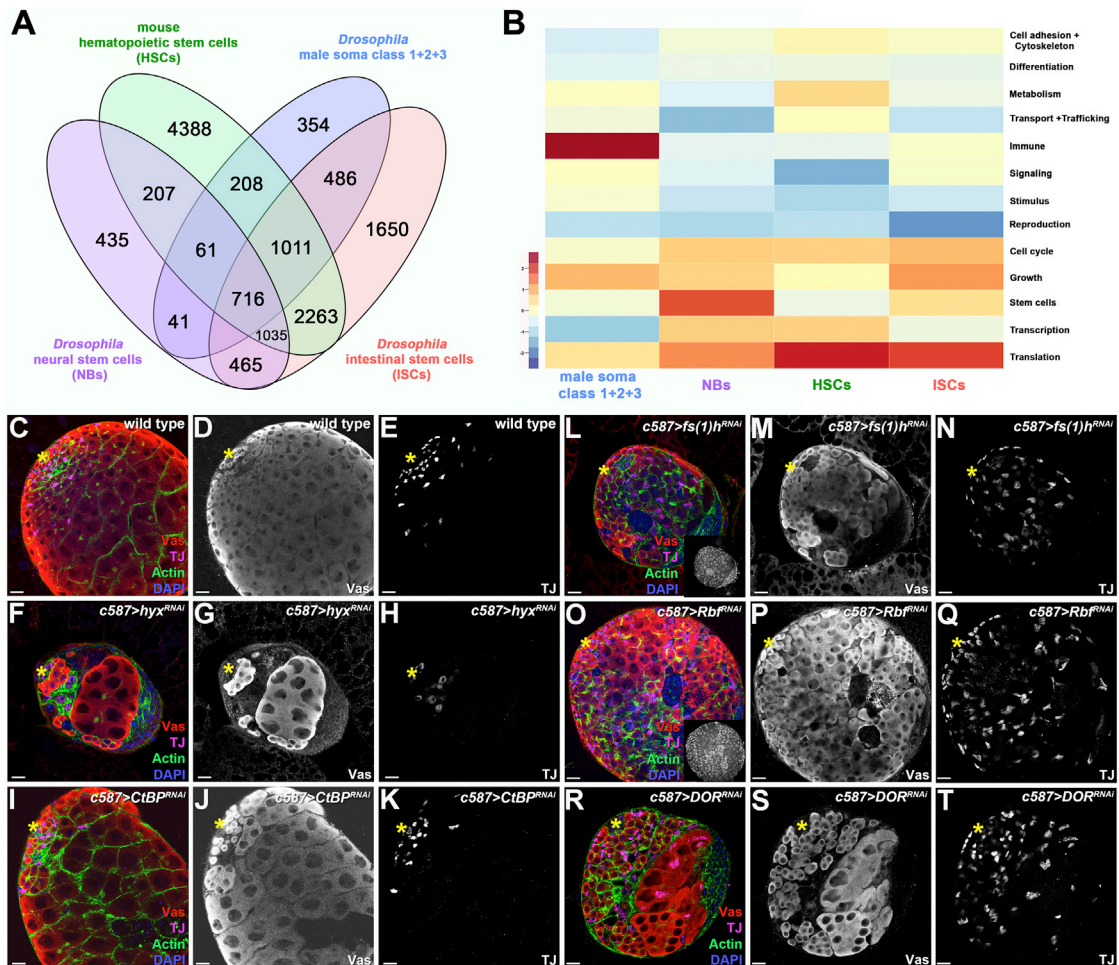 A
mouse
hematopoietic stem cells
(HSCs)
Drosophila
male soma class 1+2+3
4388
354
207
208
486
435
61
1011
1650
716
41
1035
2263
465
Drosophila
neural stem cells
(NBs)
Drosophila
intestinal stem cells
(ISCs)
B
Cell adhesion +
Cytoskeleton
Differentiation
Metabolism
Transport +Trafficking
Immune
Signaling
Stimulus
Reproduction
Cell cycle
Growth
Stem cells
Transcription
Translation
2
1
0
-1
-2
male soma
class 1+2+3
NBs
HSCs
ISCs
C
wild type
*
Vas
TJ
Actin
DAPI
D
wild type
*
Vas
E
wild type
*
TJ
L
c587>fs(1)hRNAi
*
Vas
TJ
Actin
DAPI
M
c587>fs(1)hRNAi
*
Vas
N
c587>fs(1)hRNAi
*
TJ
F
c587>hyxRNAi
*
Vas
TJ
Actin
DAPI
G
c587>hyxRNAi
*
Vas
H
c587>hyxRNAi
*
TJ
O
c587>RbfRNAi
*
Vas
TJ
Actin
DAPI
P
c587>RbfRNAi
*
Vas
Q
c587>RbfRNAi
*
TJ
I
c587>CtBPRNAi
*
Vas
TJ
Actin
DAPI
J
c587>CtBPRNAi
*
Vas
K
c587>CtBPRNAi
*
TJ
R
c587>DORRNAi
*
Vas
TJ
Actin
DAPI
S
c587>DORRNAi
*
Vas
T
c587>DORRNAi
*
TJ